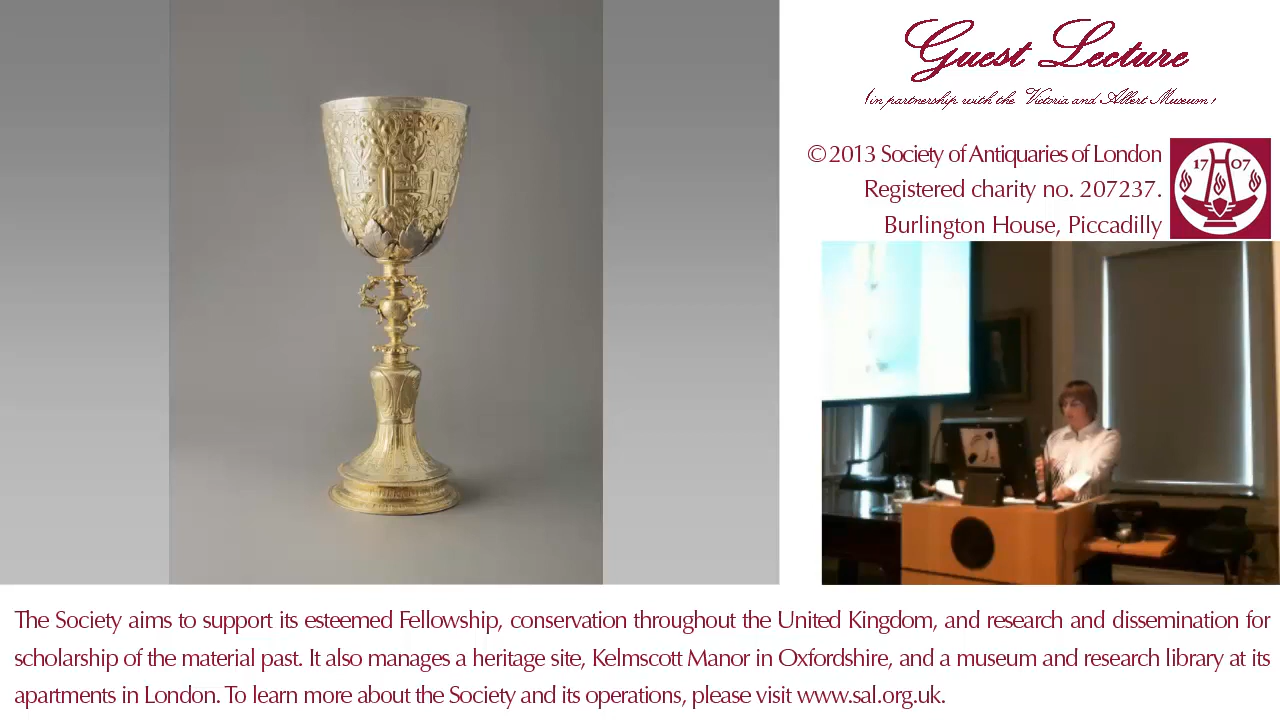 Guest Lecture
(in partnership with the Victoria and Albert Museum)
© 2013 Society of Antiquaries of London
Registered charity no. 207237.
Burlington House, Piccadilly
17 07
The Society aims to support its esteemed Fellowship, conservation throughout the United Kingdom, and research and dissemination for
scholarship of the material past. It also manages a heritage site, Kelmscott Manor in Oxfordshire, and a museum and research library at its
apartments in London. To learn more about the Society and its operations, please visit www.sal.org.uk.